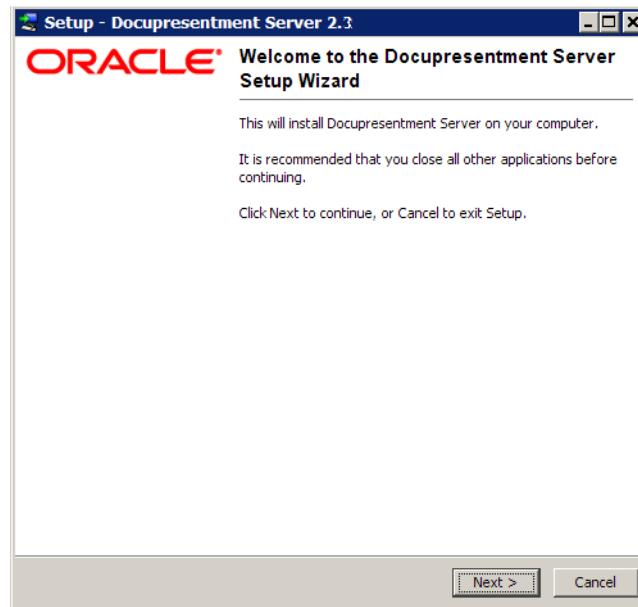 Setup - Docupresentment Server 2.3
ORACLE®
Welcome to the Docupresentment Server
Setup Wizard
This will install Docupresentment Server on your computer.
It is recommended that you close all other applications before
continuing.
Click Next to continue, or Cancel to exit Setup.
Next >
Cancel